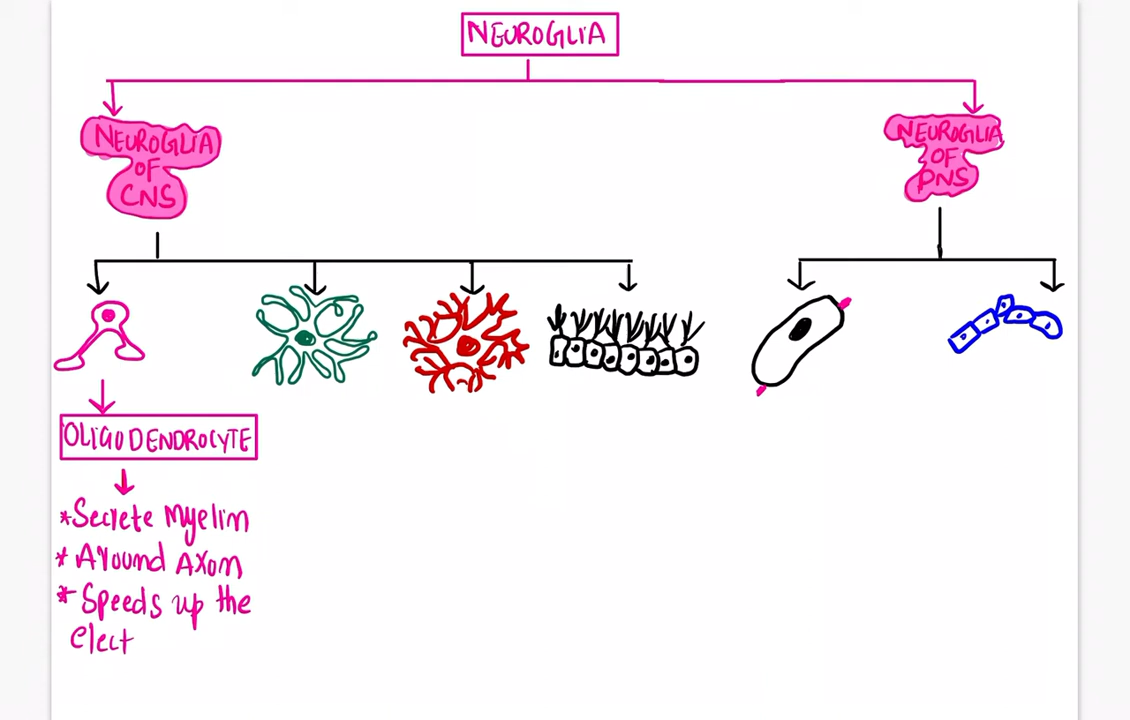 NEUROGLIA
NEUROGLIA
OF
CNS
NEUROGLIA
OF
PNS
OLIGODENDROCYTE
*Secrete Myelin
* Around Axon
* Speeds up the
elect